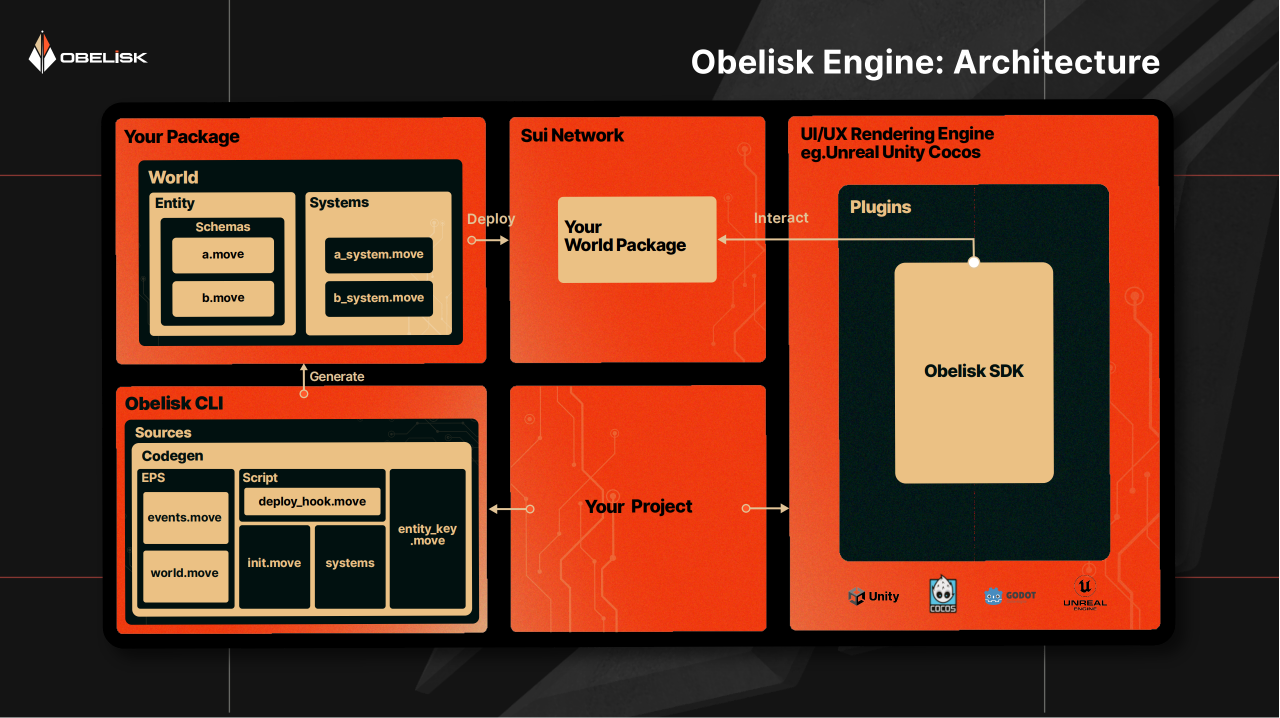 OBELISK
Obelisk Engine: Architecture
Your Package
World
Entity
Schemas
a.move
b.move
Systems
a_system.move
b_system.move
Deploy
Sui Network
Your
World Package
Interact
UI/UX Rendering Engine
eg.Unreal Unity Cocos
Plugins
Obelisk SDK
Unity
COCOS
GODOT
UNREAL
ENGINE
Generate
Obelisk CLI
Sources
Codegen
EPS
events.move
world.move
Script
deploy_hook.move
init.move
systems
entity_key
.move
Your Project